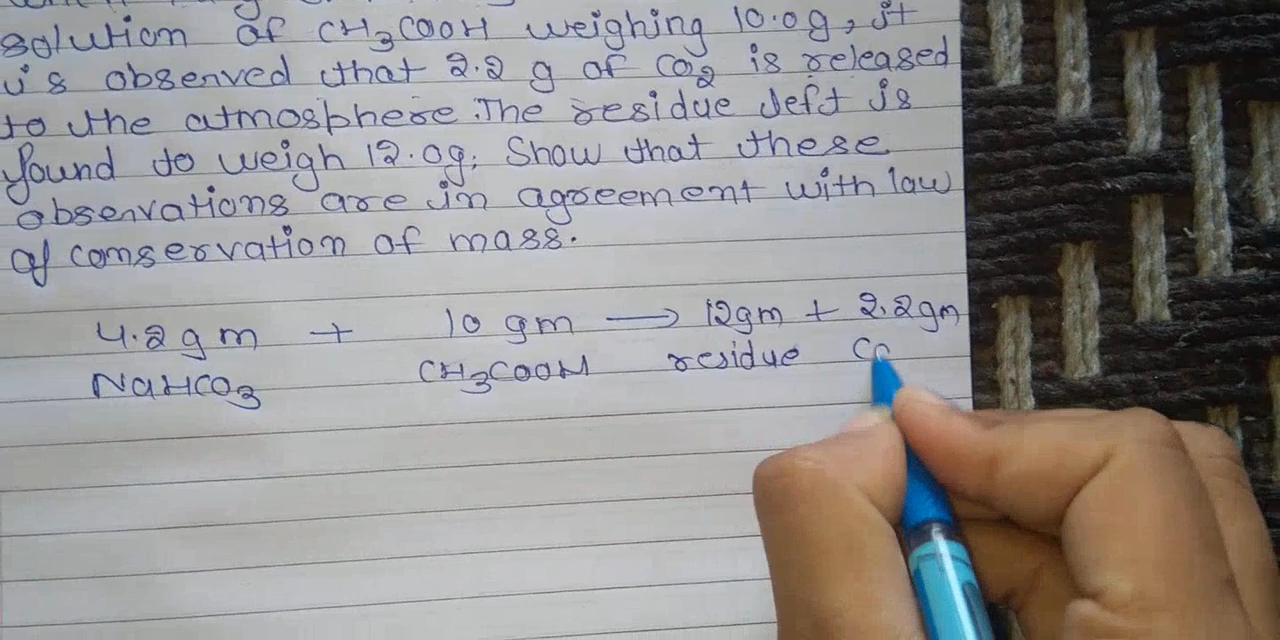 solution of CH3COOH weighing 10.0g, it
is observed that 2.2 g of CO2 is released
to the atmosphere. The residue left is
found to weigh 12.0g. Show that these
observations are in agreement with law
of conservation of mass.
4.2gm + 10 gm → 12gm + 2.2gm
NaHCO3 CH3COOH residue CO